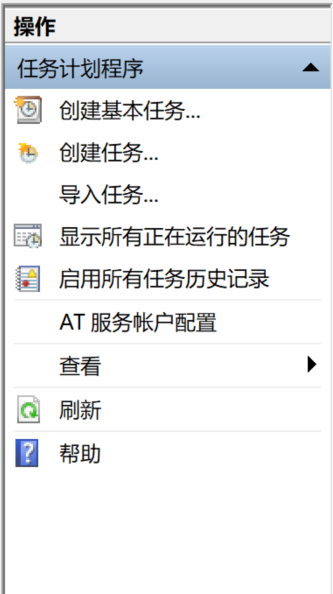 操作
任务计划程序
创建基本任务...
创建任务...
导入任务...
显示所有正在运行的任务
启用所有任务历史记录
AT 服务帐户配置
查看
刷新
帮助